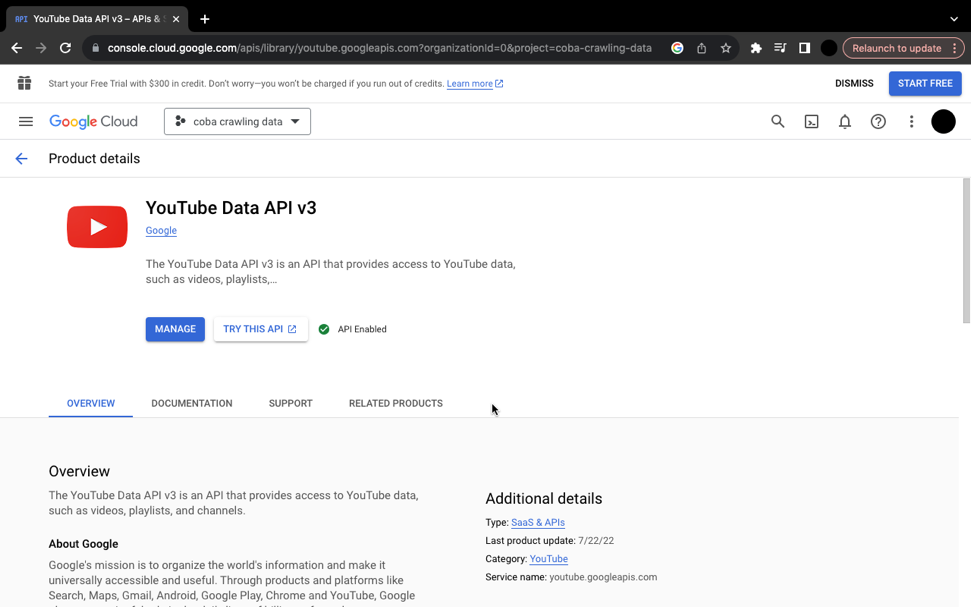 API YouTube Data API v3 – APIs &
console.cloud.google.com/apis/library/youtube.googleapis.com?organizationId=0&project=coba-crawling-data
Relaunch to update
Start your Free Trial with $300 in credit. Don't worry—you won't be charged if you run out of credits. Learn more
DISMISS
START FREE
Google Cloud
coba crawling data
Product details
YouTube Data API v3
Google
The YouTube Data API v3 is an API that provides access to YouTube data,
such as videos, playlists,...
MANAGE
TRY THIS API
API Enabled
OVERVIEW
DOCUMENTATION
SUPPORT
RELATED PRODUCTS
Overview
The YouTube Data API v3 is an API that provides access to YouTube data,
such as videos, playlists, and channels.
About Google
Google's mission is to organize the world's information and make it
universally accessible and useful. Through products and platforms like
Search, Maps, Gmail, Android, Google Play, Chrome and YouTube, Google
Additional details
Type: SaaS & APIs
Last product update: 7/22/22
Category: YouTube
Service name: youtube.googleapis.com